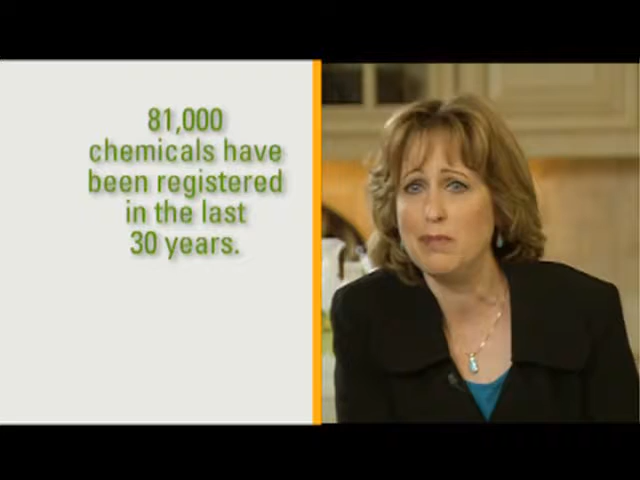 81,000
chemicals have
been registered
in the last
30 years.